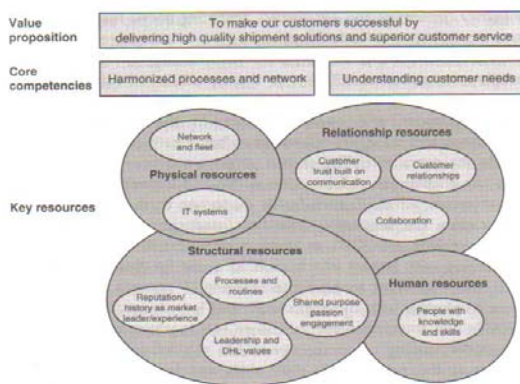 Value
proposition
To make our customers successful by
delivering high quality shipment solutions and superior customer service
Core
competencies
Harmonized processes and network
Understanding customer needs
Key resources
Network
and fleet
Physical resources
IT systems
Relationship resources
Customer
trust built on
communication
Customer
relationships
Collaboration
Structural resources
Processes and
routines
Reputation/
history as market
leader/experience
Shared purpose
passion
engagement
Leadership and
DHL values
Human resources
People with
knowledge
and skills